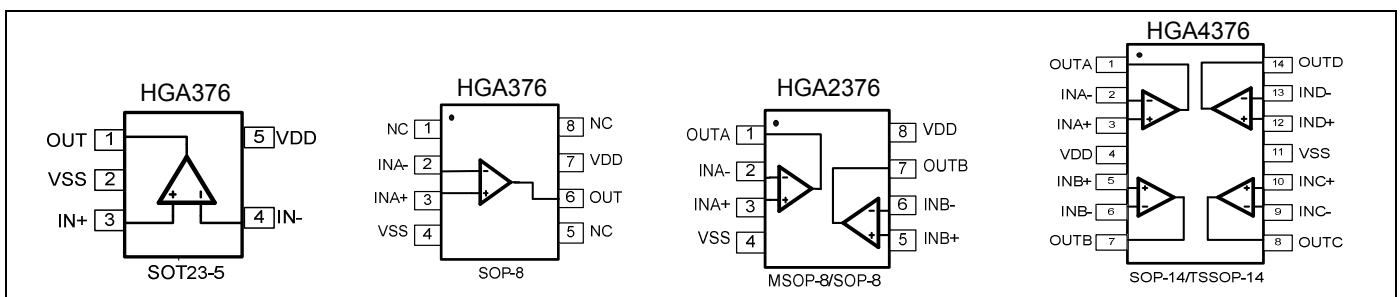 HGA376
OUT 1
5 VDD
VSS 2
+ -
IN+ 3
4 IN-
SOT23-5
HGA376
NC 1
8 NC
INA- 2
-
7 VDD
INA+ 3
+
6 OUT
VSS 4
5 NC
SOP-8
HGA2376
OUTA 1
8 VDD
INA- 2
-
7 OUTB
INA+ 3
+
6 INB-
-
VSS 4
5 INB+
+
MSOP-8/SOP-8
HGA4376
OUTA 1
14 OUTD
INA- 2
- -
13 IND-
INA+ 3
+ +
12 IND+
VDD 4
11 VSS
INB+ 5
+ +
10 INC+
INB- 6
- -
9 INC-
OUTB 7
8 OUTC
SOP-14/TSSOP-14